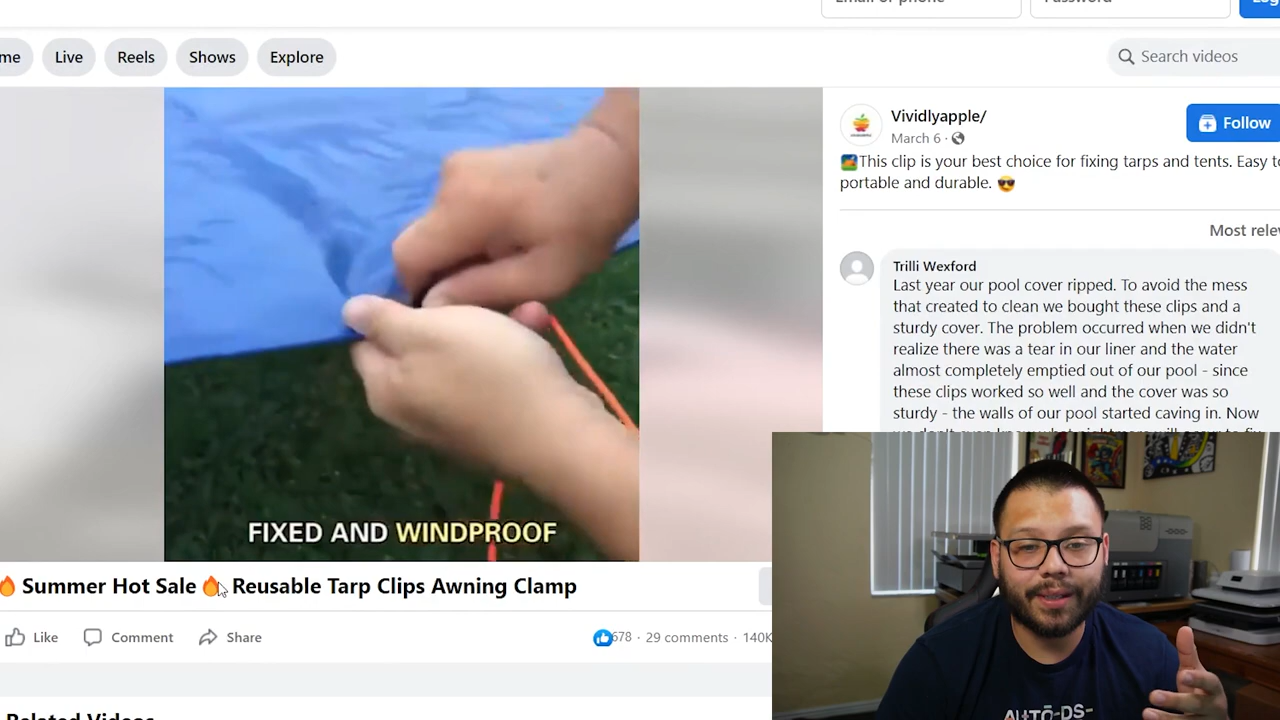 Email or phone
Password
Log
me
Live
Reels
Shows
Explore
Search videos
Vividlyapple/
Follow
March 6 ·
This clip is your best choice for fixing tarps and tents. Easy to
portable and durable.
Most rele
Trilli Wexford
Last year our pool cover ripped. To avoid the mess
that created to clean we bought these clips and a
sturdy cover. The problem occurred when we didn't
realize there was a tear in our liner and the water
almost completely emptied out of our pool - since
these clips worked so well and the cover was so
sturdy - the walls of our pool started caving in. Now
FIXED AND WINDPROOF
🔥 Summer Hot Sale 🔥 Reusable Tarp Clips Awning Clamp
Like
Comment
Share
678 · 29 comments · 140K
Related Videos
AUTO-DS-